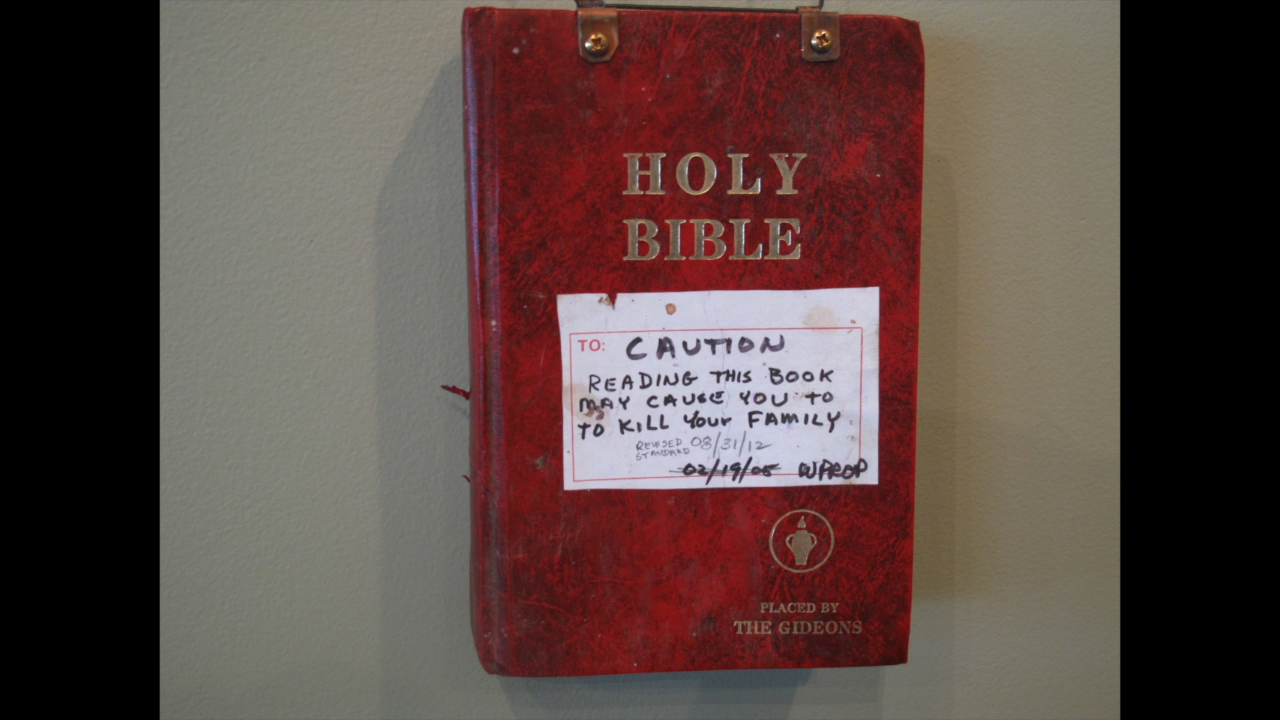 HOLY
BIBLE
TO: CAUTION
READING THIS BOOK
MAY CAUSE YOU TO
TO KILL YOUR FAMILY
REVISED 08/31/12
STANDARD
02/19/05 WPROP
PLACED BY
THE GIDEONS